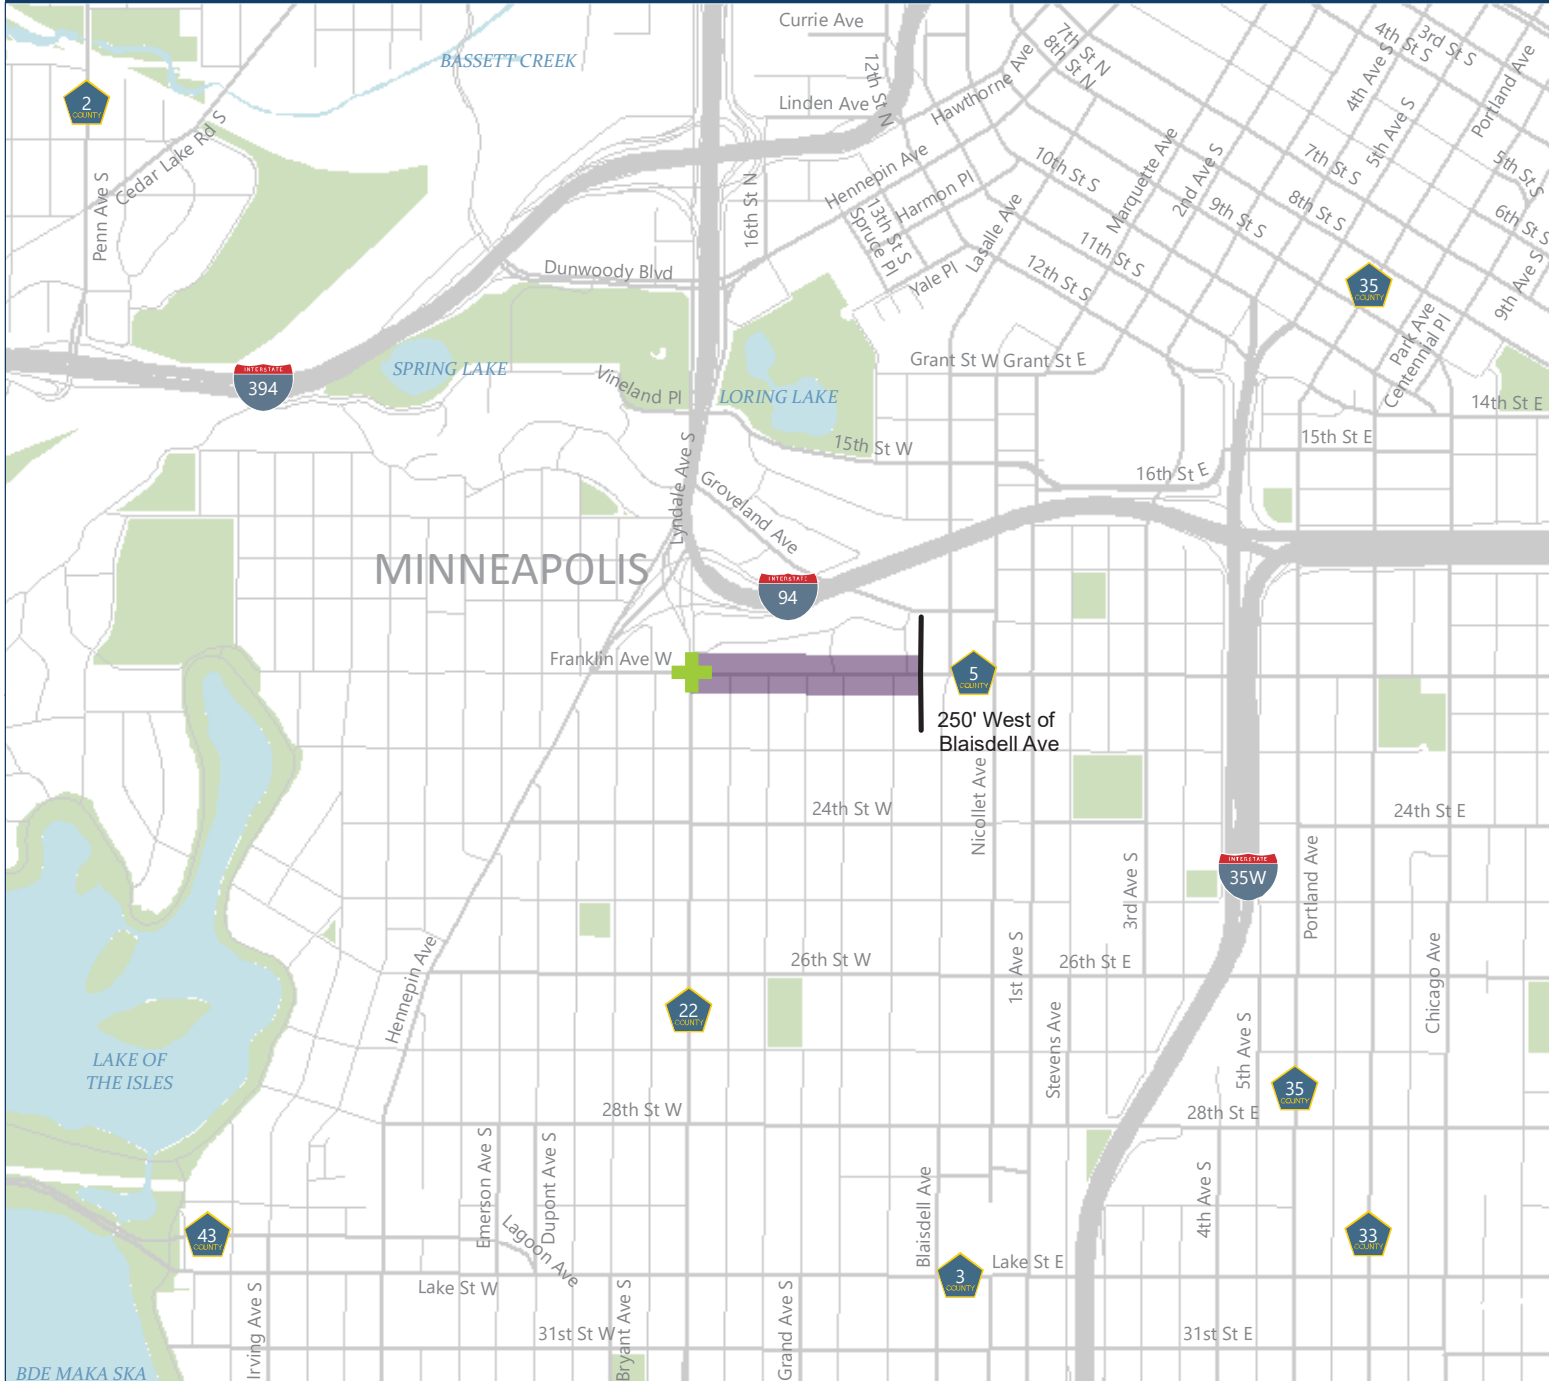 Currie Ave
7th St N
8th St N
4th St S
3rd St S
BASSETT CREEK
12th St N
4th Ave S
Portland Ave
2
COUNTY
Linden Ave
Hawthorne Ave
5th Ave S
Cedar Lake Rd S
Marquette Ave
7th St S
5th St S
Hennepin Ave
10th St S
2nd Ave S
Penn Ave S
16th St N
Harmon Pl
13th St S
Spruce Pl
Lasalle Ave
9th St S
8th St S
6th St S
11th St S
Dunwoody Blvd
Yale Pl
12th St S
35
COUNTY
9th Ave S
Park Ave
Centennial Pl
INTERSTATE
394
SPRING LAKE
Vineland Pl
LORING LAKE
Grant St W
Grant St E
14th St E
15th St W
15th St E
Lyndale Ave S
Groveland Ave
16th St E
MINNEAPOLIS
INTERSTATE
94
Franklin Ave W
5
COUNTY
250' West of
Blaisdell Ave
Nicollet Ave
24th St W
24th St E
3rd Ave S
INTERSTATE
35W
Portland Ave
Hennepin Ave
26th St W
1st Ave S
26th St E
Chicago Ave
22
COUNTY
Stevens Ave
5th Ave S
LAKE OF
THE ISLES
35
COUNTY
28th St W
28th St E
Emerson Ave S
Dupont Ave S
Blaisdell Ave
4th Ave S
43
COUNTY
Lagoon Ave
33
COUNTY
Lake St W
3
COUNTY
Lake St E
Irving Ave S
31st St W
Bryant Ave S
Grand Ave S
31st St E
BDE MAKA SKA